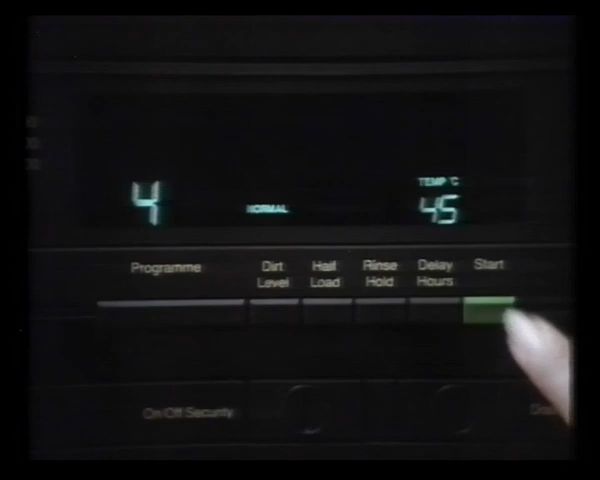 TEMP °C
4 NORMAL 45
Programme Dirt Level Half Load Rinse Hold Delay Hours Start
On Off Security